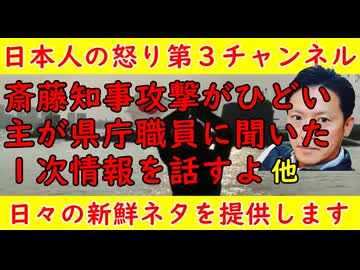 日本人の怒り第３チャンネル
斎藤知事攻撃がひどい
主が県庁職員に聞いた
１次情報を話すよ他
日々の新鮮ネタを提供します